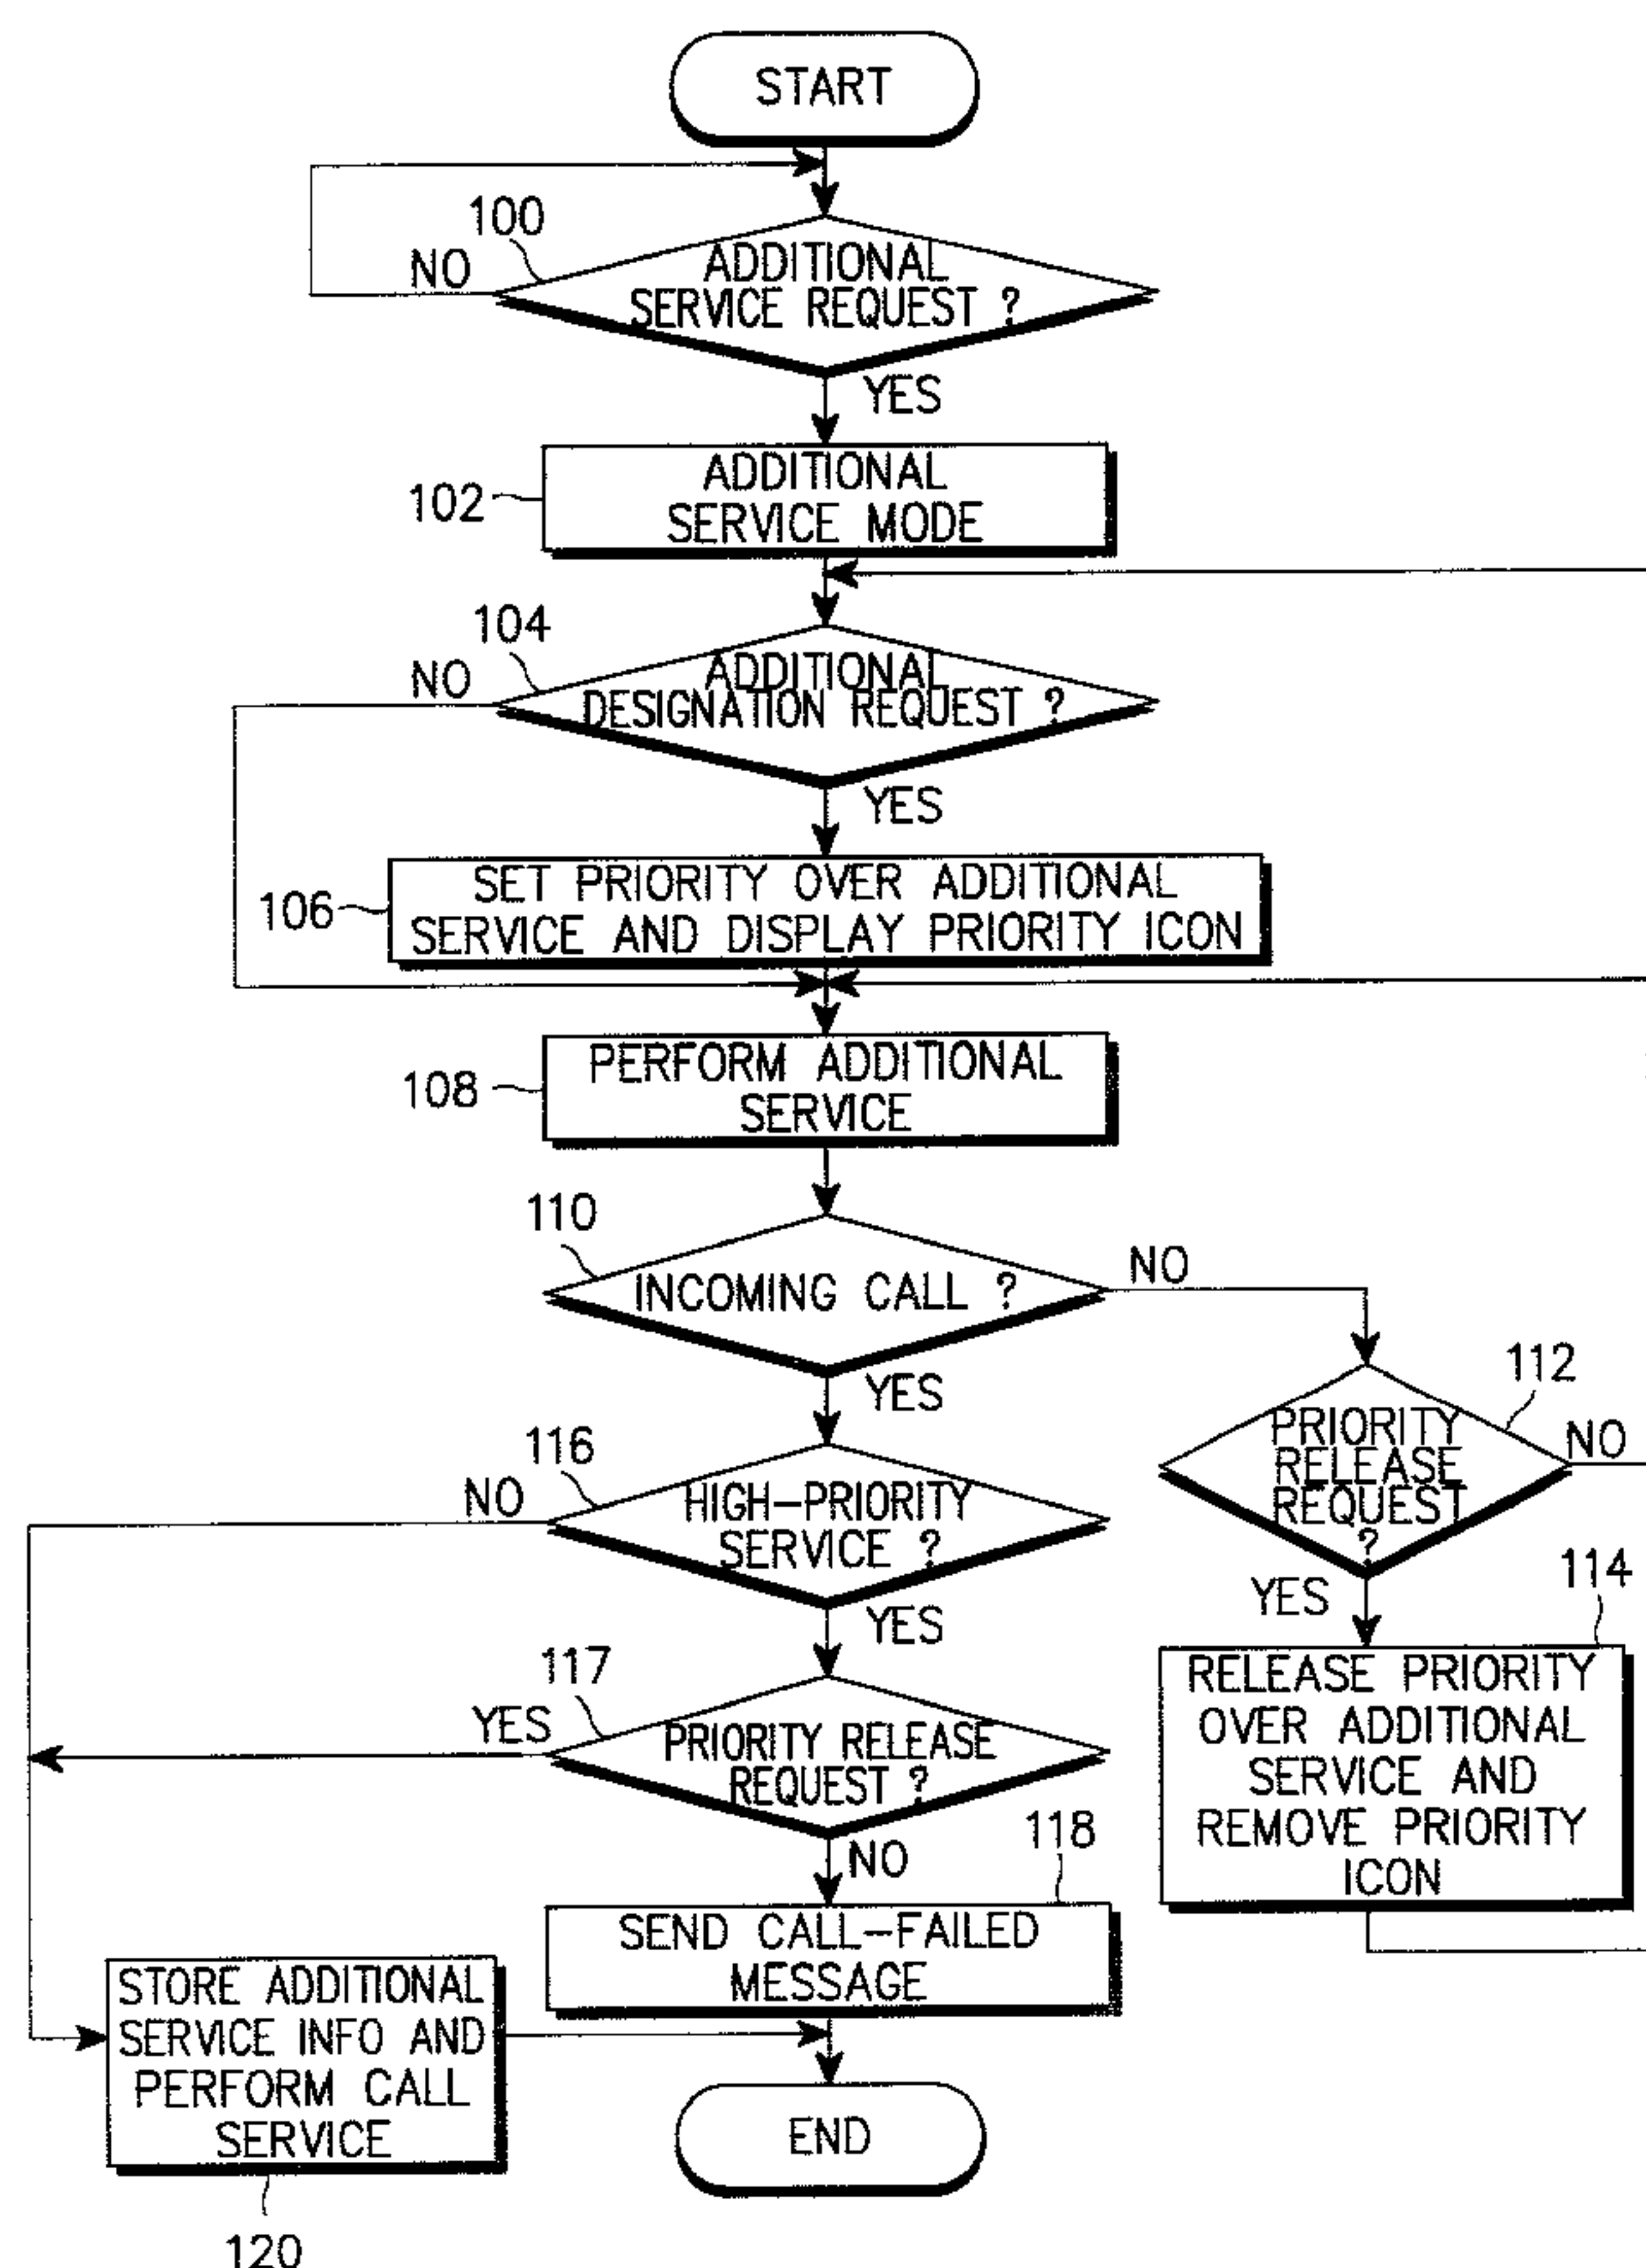 START
100
NO
ADDITIONAL
SERVICE REQUEST ?
YES
102
ADDITIONAL
SERVICE MODE
104
NO
ADDITIONAL
DESIGNATION REQUEST ?
YES
106
SET PRIORITY OVER ADDITIONAL
SERVICE AND DISPLAY PRIORITY ICON
108
PERFORM ADDITIONAL
SERVICE
110
INCOMING CALL ?
NO
YES
112
PRIORITY
RELEASE
REQUEST
?
NO
YES
116
NO
HIGH-PRIORITY
SERVICE ?
YES
114
RELEASE PRIORITY
OVER ADDITIONAL
SERVICE AND
REMOVE PRIORITY
ICON
117
YES
PRIORITY RELEASE
REQUEST ?
NO
118
SEND CALL-FAILED
MESSAGE
STORE ADDITIONAL
SERVICE INFO AND
PERFORM CALL
SERVICE
120
END